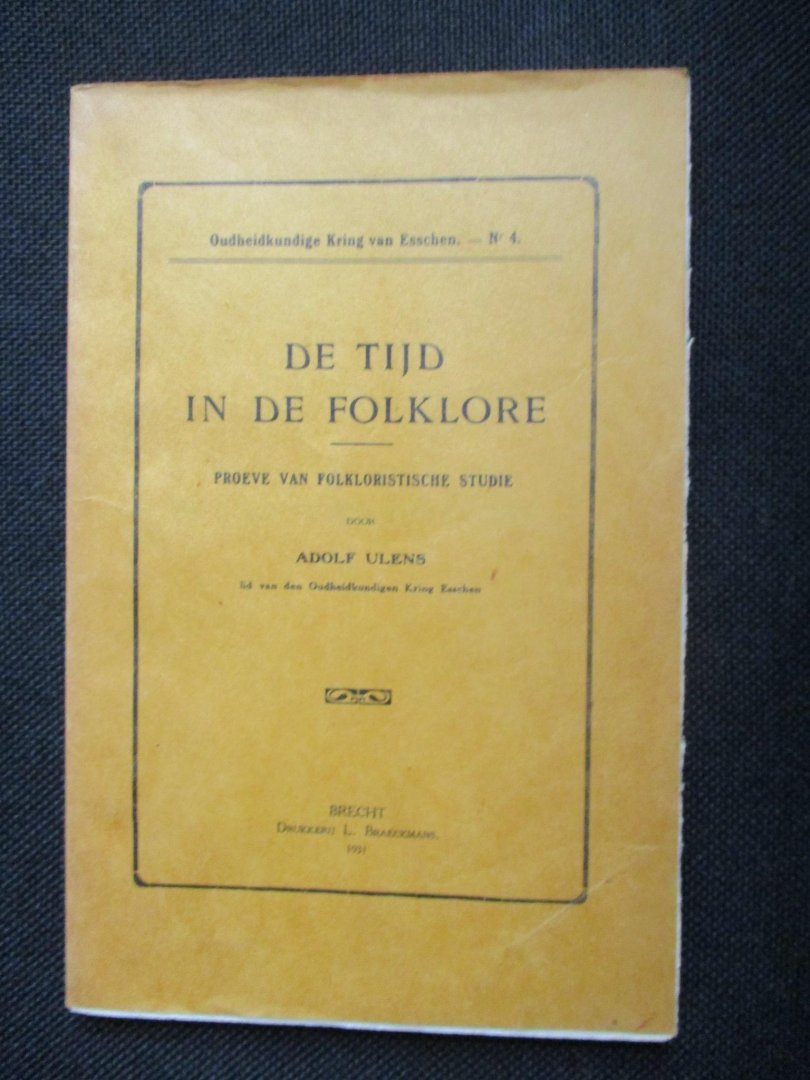 Oudheidkundige Kring van Esschen. — Nr 4.
DE TIJD
IN DE FOLKLORE
PROEVE VAN FOLKLORISTISCHE STUDIE
DOOR
ADOLF ULENS
lid van den Oudheidkundigen Kring Esschen
BRECHT
DRUKKERIJ L. BRAECKMANS.
1931